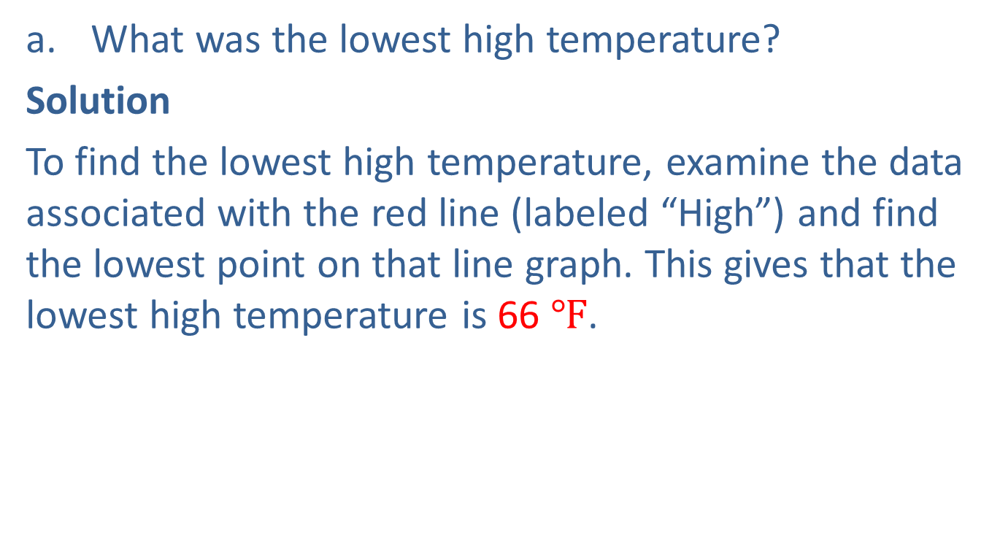 a. What was the lowest high temperature?
Solution
To find the lowest high temperature, examine the data
associated with the red line (labeled “High”) and find
the lowest point on that line graph. This gives that the
lowest high temperature is 66 °F.